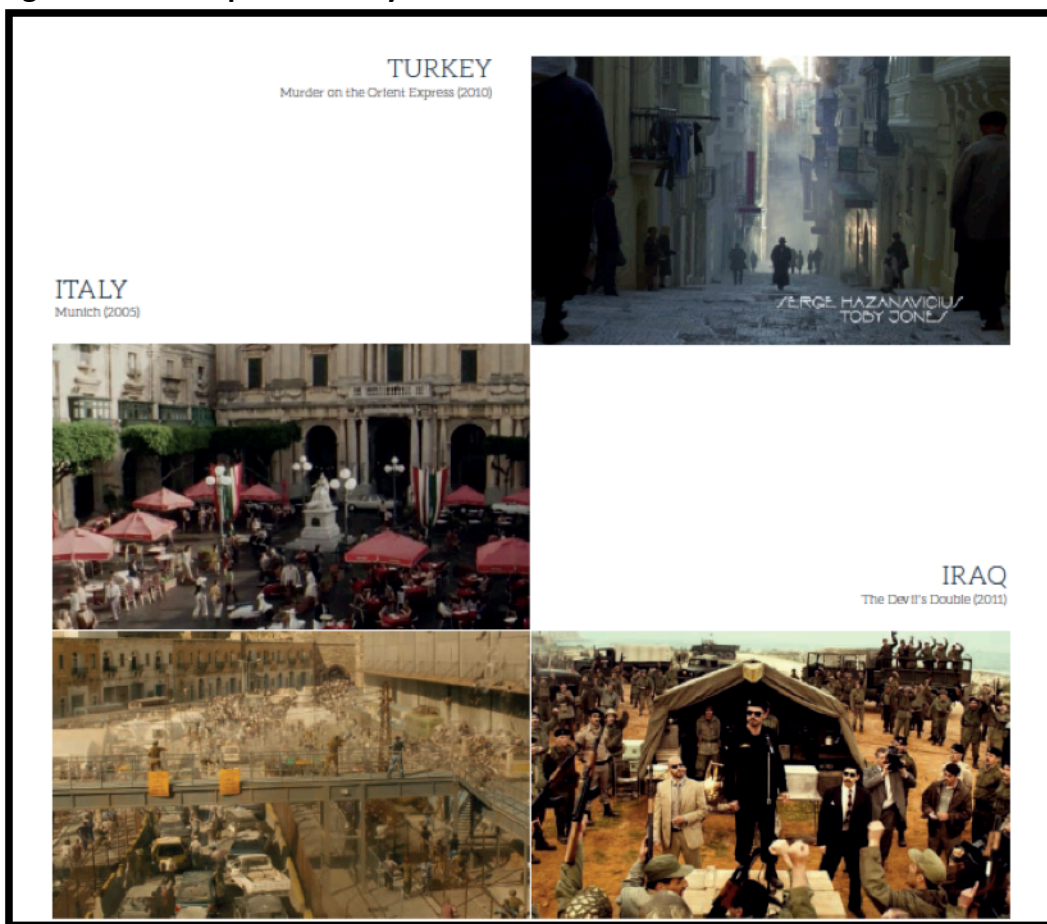 TURKEY
Murder on the Orient Express (2010)
SERGE HAZANAVICIUS
TOBY JONES
ITALY
Munich (2005)
IRAQ
The Devil's Double (2011)